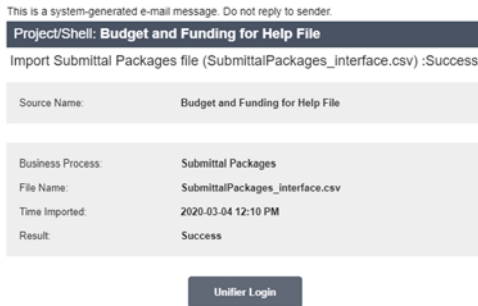 This is a system-generated e-mail message. Do not reply to sender.
Project/Shell: Budget and Funding for Help File
Import Submittal Packages file (SubmittalPackages_interface.csv) :Success
Source Name: Budget and Funding for Help File
Business Process: Submittal Packages
File Name: SubmittalPackages_interface.csv
Time Imported: 2020-03-04 12:10 PM
Result: Success
Unifier Login